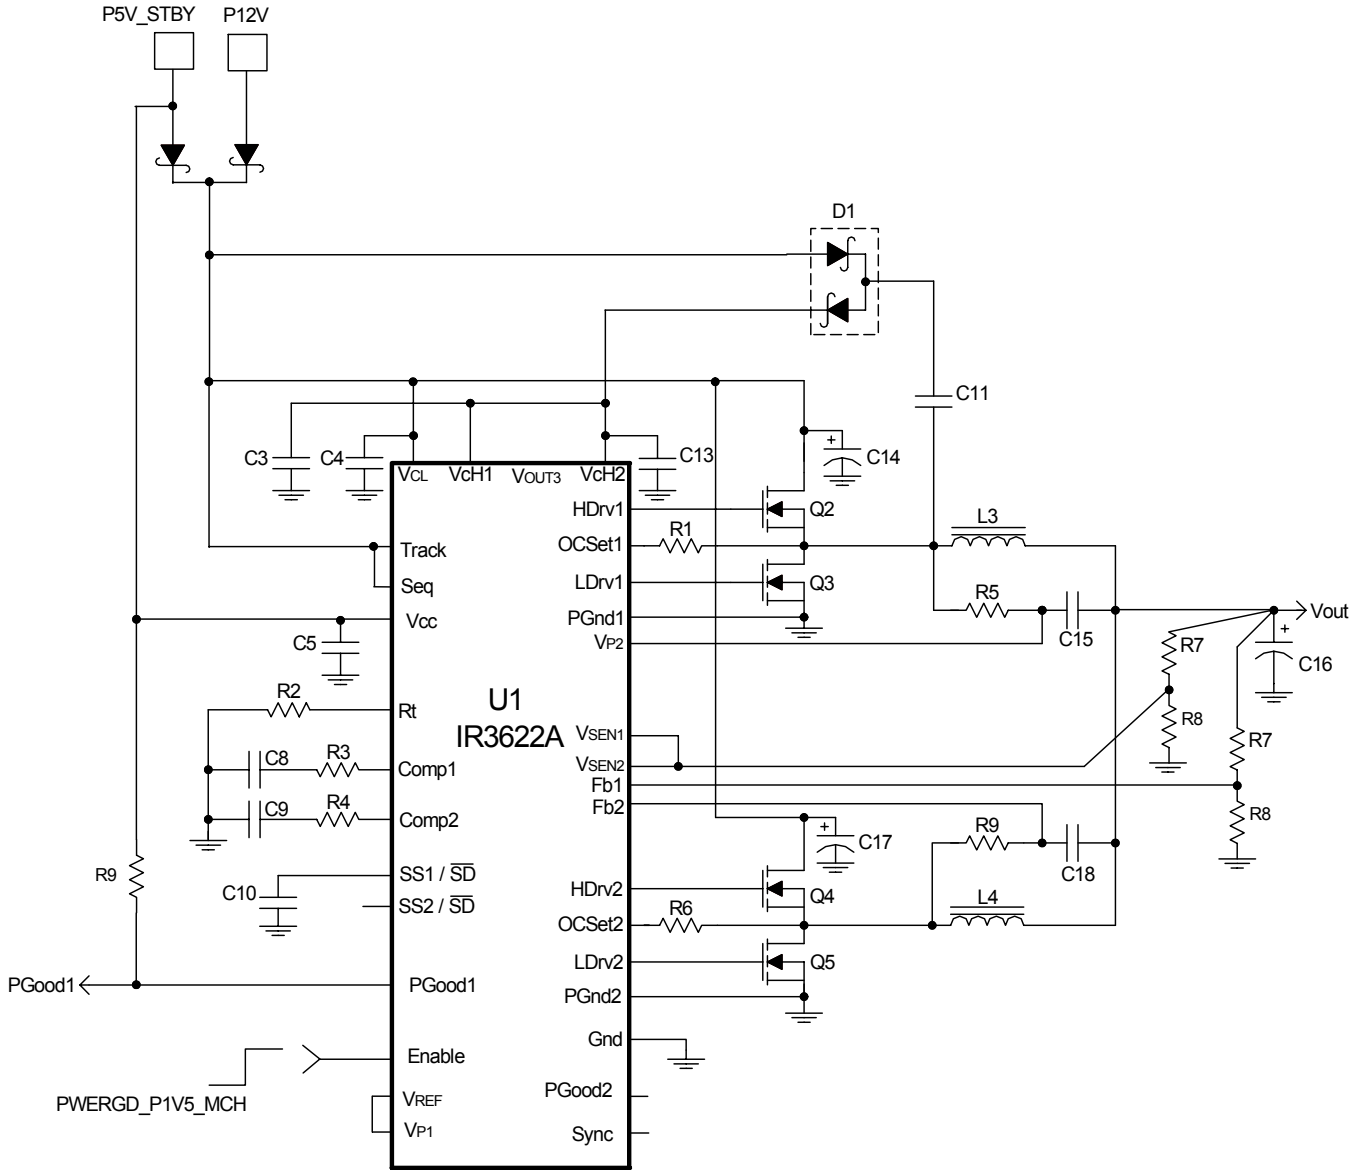 P5V_STBY P12V
D1
C11
C3 C4 C13 C14
VCL VcH1 VOUT3 VcH2
HDrv1 Q2
R1 L3
OCSet1
Track
Seq
LDrv1 Q3 R5
PGnd1 Vout
Vcc C15
C5 VP2 R7 C16
R2 U1
Rt IR3622A R8
VSEN1 R7
C8 R3 VSEN2
Comp1 Fb1
C9 R4 Fb2 R8
Comp2 C17 R9
C18
R9 SS1 / SD
C10 HDrv2 Q4
SS2 / SD R6 L4
OCSet2
LDrv2 Q5
PGood1 PGood1 PGnd2
Gnd
Enable
PWERGD_P1V5_MCH VREF PGood2
VP1 Sync